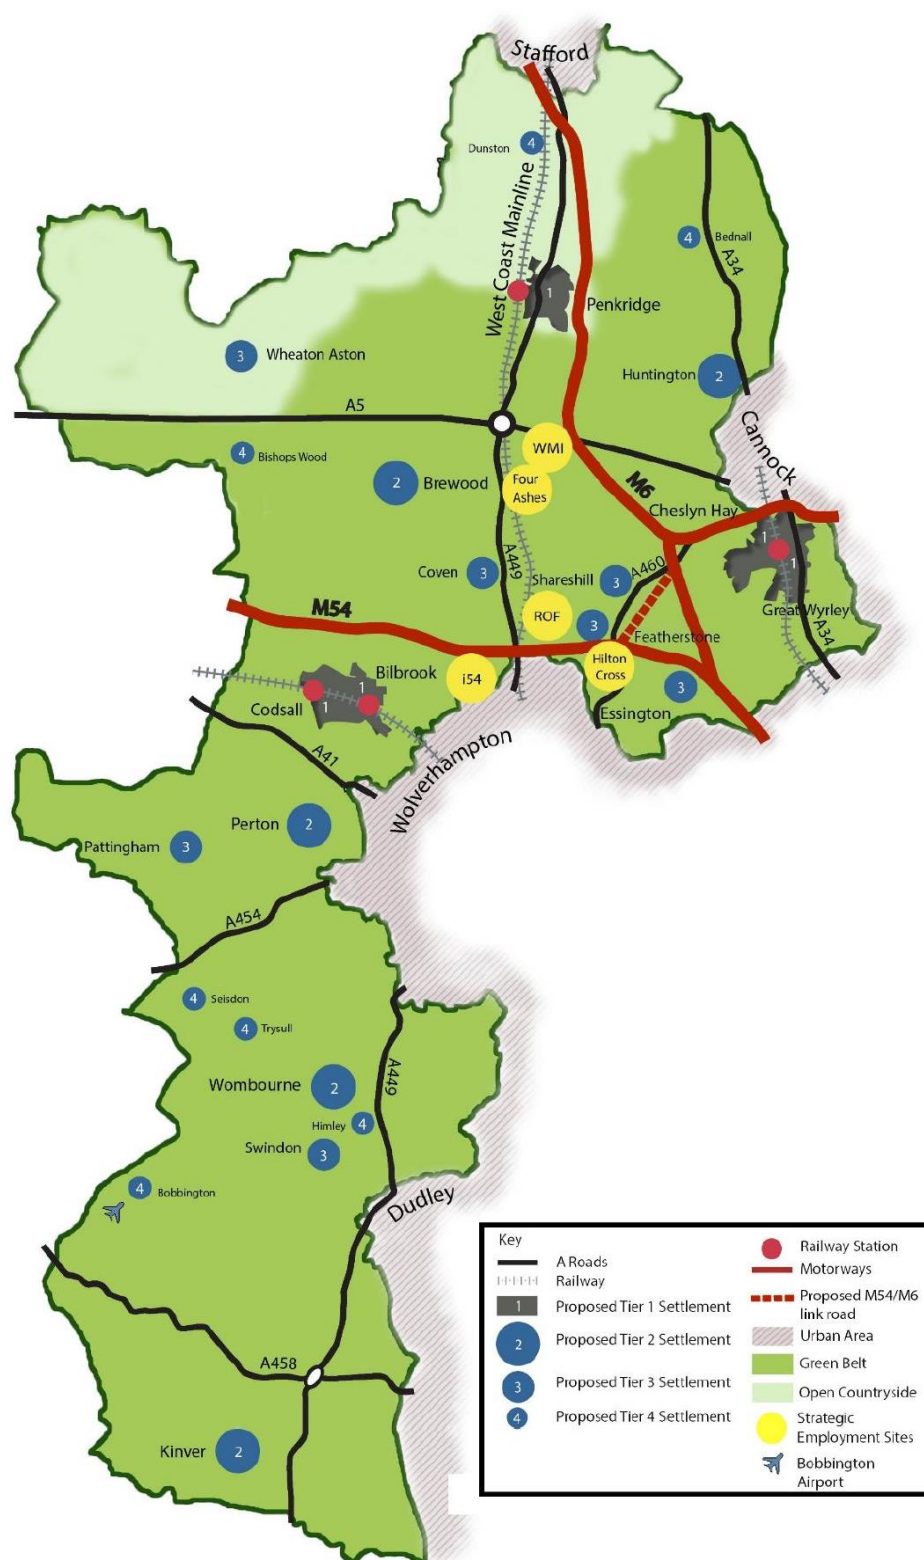 Stafford
Dunston
4
West Coast Mainline
4
Bednall
A34
1
Penkridge
3
Wheaton Aston
Huntington
2
A5
Cannock
4
Bishops Wood
WMI
2
Brewood
Four
Ashes
M6
Cheslyn Hay
1
1
Coven
3
A449
Shareshill
3
A460
Great Wyrley
A34
M54
ROF
3
Featherstone
Bilbrook
i54
Hilton
Cross
3
Essington
1
1
Codsall
A41
Wolverhampton
Perton
2
Pattingham
3
A454
4
Seisdon
4
Trysull
Wombourne
2
A449
Himley
4
Swindon
3
4
Bobbington
Dudley
A458
Kinver
2
Key
A Roads
Railway
1
Proposed Tier 1 Settlement
2
Proposed Tier 2 Settlement
3
Proposed Tier 3 Settlement
4
Proposed Tier 4 Settlement
Railway Station
Motorways
Proposed M54/M6
link road
Urban Area
Green Belt
Open Countryside
Strategic
Employment Sites
Bobbington
Airport